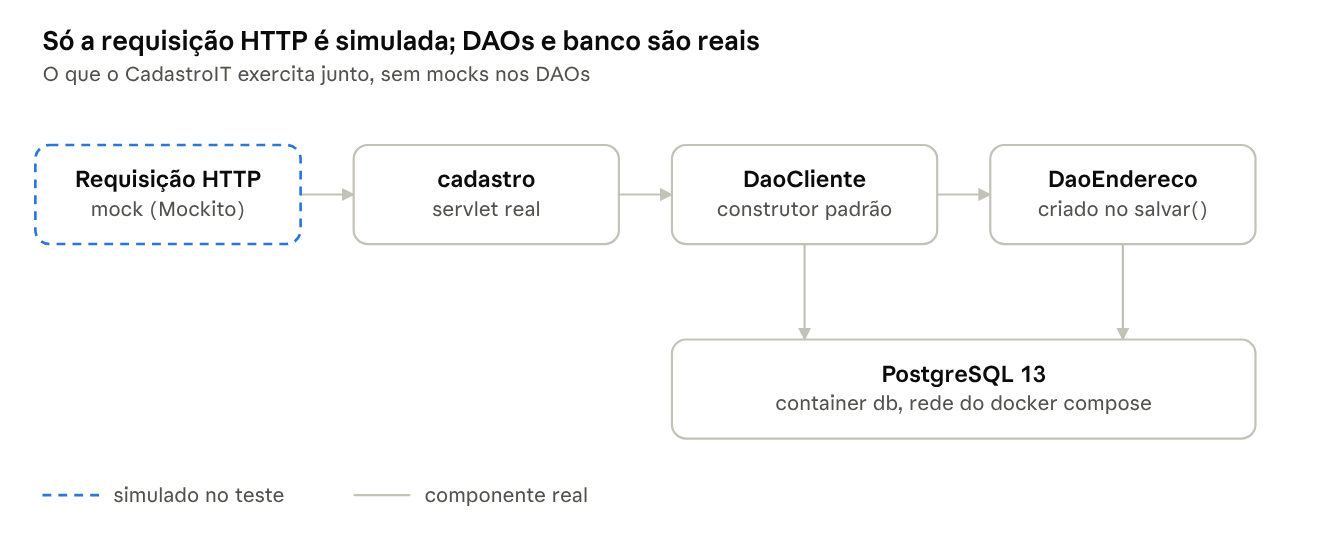 Só a requisição HTTP é simulada; DAOs e banco são reais
O que o CadastroIT exercita junto, sem mocks nos DAOs
Requisição HTTP
mock (Mockito)
cadastro
servlet real
DaoCliente
construtor padrão
DaoEndereco
criado no salvar()
PostgreSQL 13
container db, rede do docker compose
simulado no teste
componente real